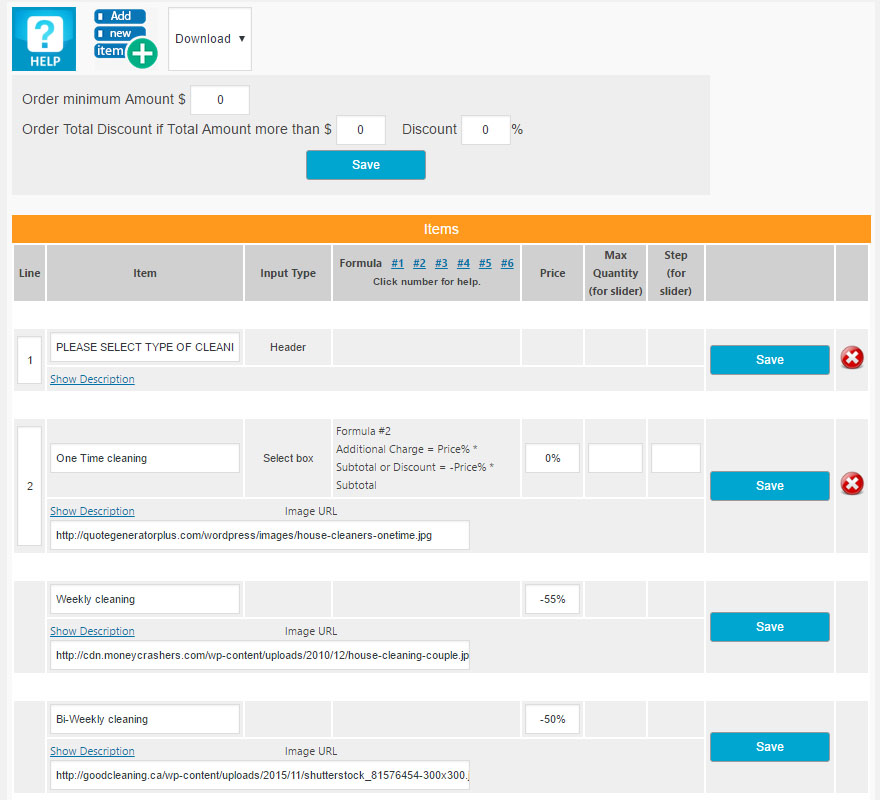 ?
HELP
Add
new
item
Download ▼
Order minimum Amount $ 0
Order Total Discount if Total Amount more than $ 0 Discount 0 %
Save
Items
Line Item Input Type Formula #1 #2 #3 #4 #5 #6 Click number for help. Price Max Quantity (for slider) Step (for slider)
1 PLEASE SELECT TYPE OF CLEANI Header Save
Show Description
2 One Time cleaning Select box
Formula #2
Additional Charge = Price% *
Subtotal or Discount = -Price% *
Subtotal
0%
Save
Show Description Image URL
http://quotegeneratorplus.com/wordpress/images/house-cleaners-onetime.jpg
Weekly cleaning -55%
Save
Show Description Image URL
http://cdn.moneycrashers.com/wp-content/uploads/2010/12/house-cleaning-couple.jp
Bi-Weekly cleaning -50%
Save
Show Description Image URL
http://goodcleaning.ca/wp-content/uploads/2015/11/shutterstock_81576454-300x300.j